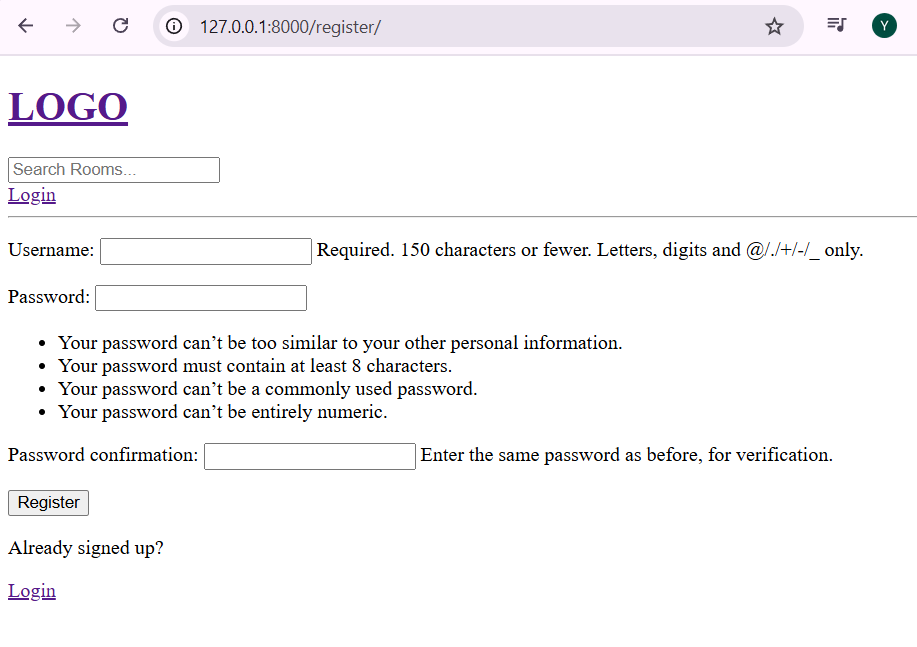 127.0.0.1:8000/register/
Y
LOGO
Search Rooms...
Login
Username: Required. 150 characters or fewer. Letters, digits and @/./+/-/_ only.
Password:
Your password can’t be too similar to your other personal information.
Your password must contain at least 8 characters.
Your password can’t be a commonly used password.
Your password can’t be entirely numeric.
Password confirmation: Enter the same password as before, for verification.
Register
Already signed up?
Login